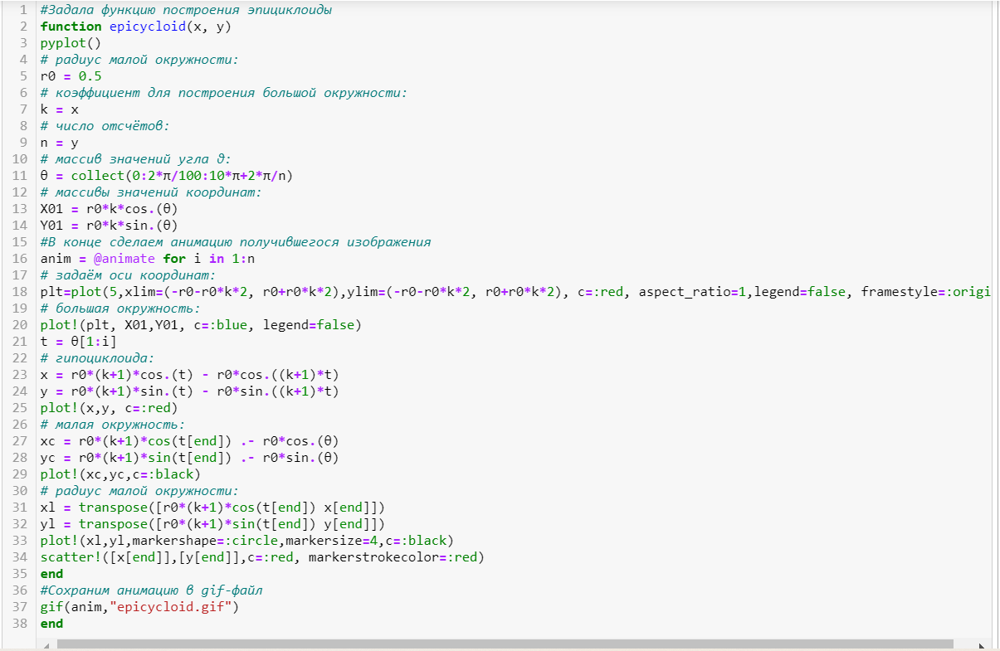 1 #Задала функцию построения эпициклоиды
2 function epicycloid(x, y)
3 pyplot()
4 # радиус малой окружности:
5 r0 = 0.5
6 # коэффициент для построения большой окружности:
7 k = x
8 # число отсчётов:
9 n = y
10 # массив значений угла ϑ:
11 θ = collect(0:2*π/100:10*π+2*π/n)
12 # массивы значений координат:
13 X01 = r0*k*cos.(θ)
14 Y01 = r0*k*sin.(θ)
15 #В конце сделаем анимацию получившегося изображения
16 anim = @animate for i in 1:n
17 # задаём оси координат:
18 plt=plot(5,xlim=(-r0-r0*k*2, r0+r0*k*2),ylim=(-r0-r0*k*2, r0+r0*k*2), c=:red, aspect_ratio=1,legend=false, framestyle=:origi
19 # большая окружность:
20 plot!(plt, X01,Y01, c=:blue, legend=false)
21 t = θ[1:i]
22 # гипоциклоида:
23 x = r0*(k+1)*cos.(t) - r0*cos.((k+1)*t)
24 y = r0*(k+1)*sin.(t) - r0*sin.((k+1)*t)
25 plot!(x,y, c=:red)
26 # малая окружность:
27 xc = r0*(k+1)*cos(t[end]) .- r0*cos.(θ)
28 yc = r0*(k+1)*sin(t[end]) .- r0*sin.(θ)
29 plot!(xc,yc,c=:black)
30 # радиус малой окружности:
31 xl = transpose([r0*(k+1)*cos(t[end]) x[end]])
32 yl = transpose([r0*(k+1)*sin(t[end]) y[end]])
33 plot!(xl,yl,markershape=:circle,markersize=4,c=:black)
34 scatter!([x[end]],[y[end]],c=:red, markerstrokecolor=:red)
35 end
36 #Сохраним анимацию в gif-файл
37 gif(anim,"epicycloid.gif")
38 end